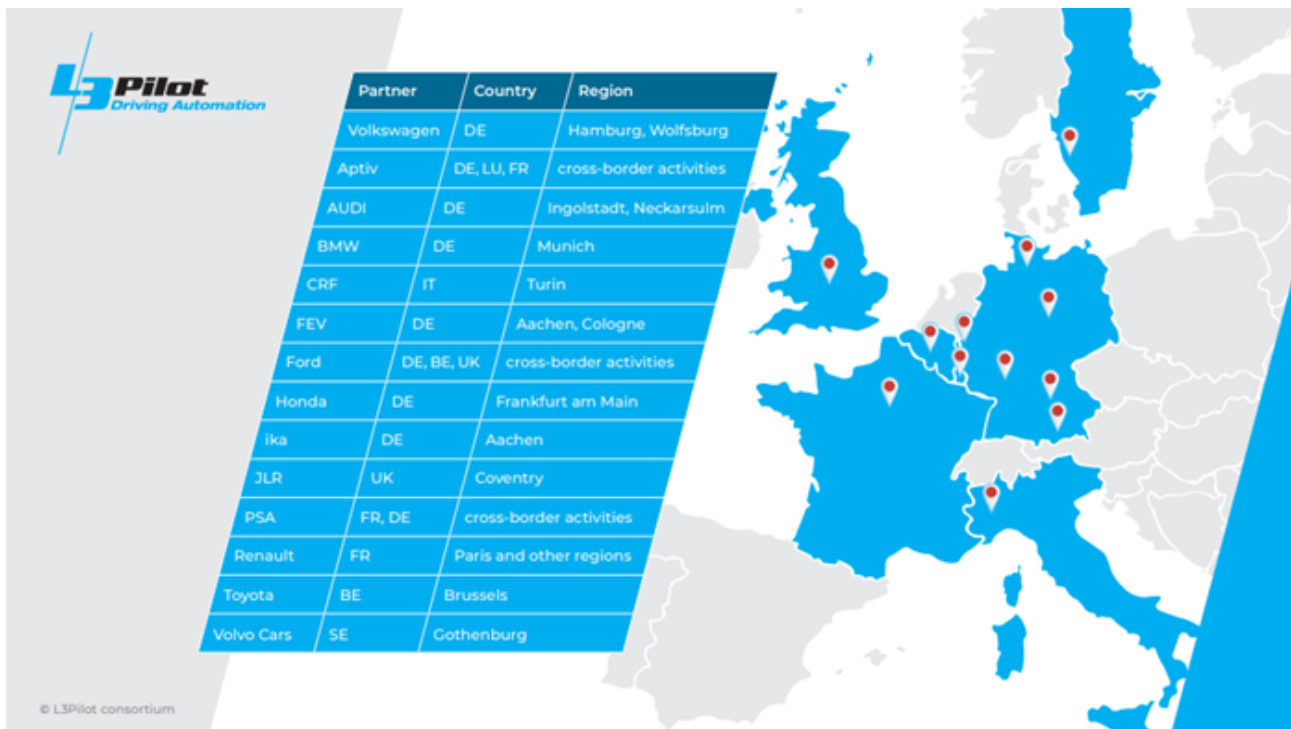 L3Pilot
Driving Automation
Partner Country Region
Volkswagen DE Hamburg, Wolfsburg
Aptiv DE, LU, FR cross-border activities
AUDI DE Ingolstadt, Neckarsulm
BMW DE Munich
CRF IT Turin
FEV DE Aachen, Cologne
Ford DE, BE, UK cross-border activities
Honda DE Frankfurt am Main
ika DE Aachen
JLR UK Coventry
PSA FR, DE cross-border activities
Renault FR Paris and other regions
Toyota BE Brussels
Volvo Cars SE Gothenburg
© L3Pilot consortium